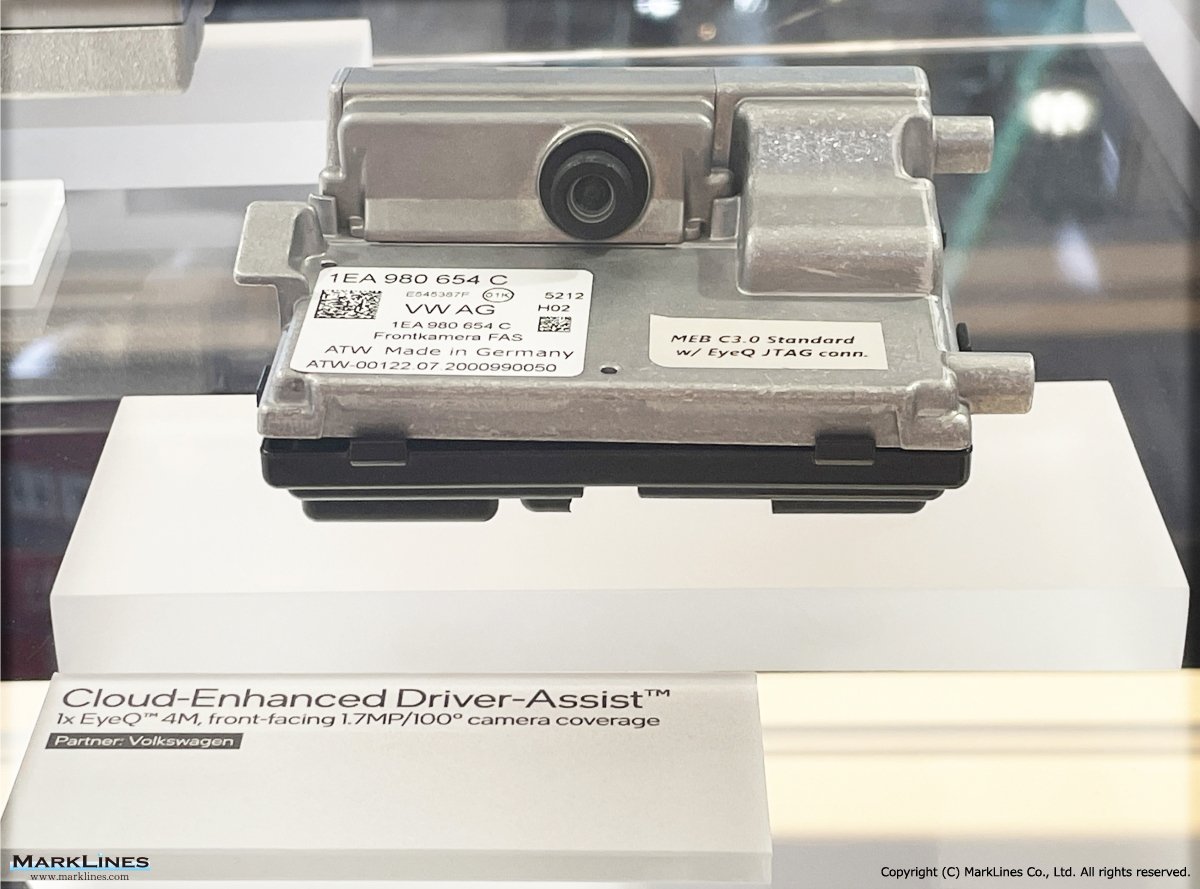 1EA 980 654 C
E545387F 01K 5212
VW AG H02
1EA 980 654 C
Frontkamera FAS
ATW Made in Germany
ATW-00122.07.2000990050
MEB C3.0 Standard
w/ EyeQ JTAG conn.
Cloud-Enhanced Driver-Assist™
1x EyeQ™ 4M, front-facing 1.7MP/100° camera coverage
Partner: Volkswagen
MARKLINES
www.marklines.com
Copyright (C) MarkLines Co., Ltd. All rights reserved.